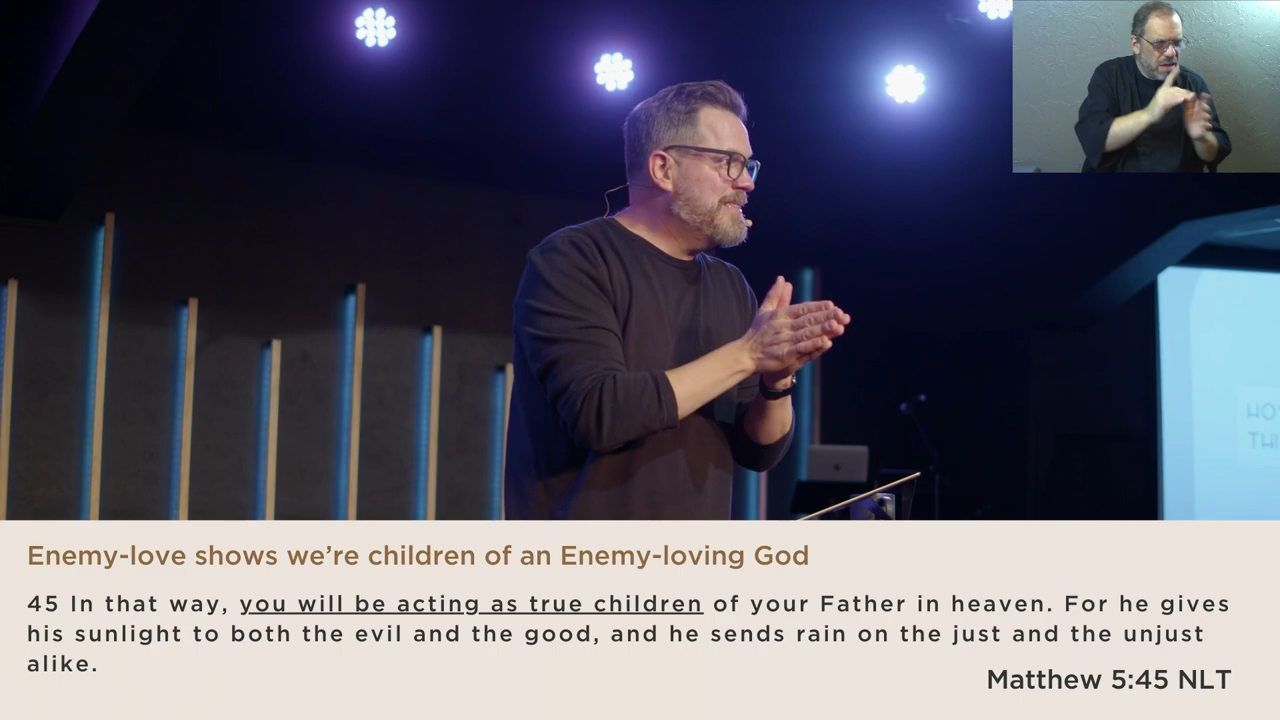 Enemy-love shows we’re children of an Enemy-loving God
45 In that way, you will be acting as true children of your Father in heaven. For he gives
his sunlight to both the evil and the good, and he sends rain on the just and the unjust
alike.
Matthew 5:45 NLT